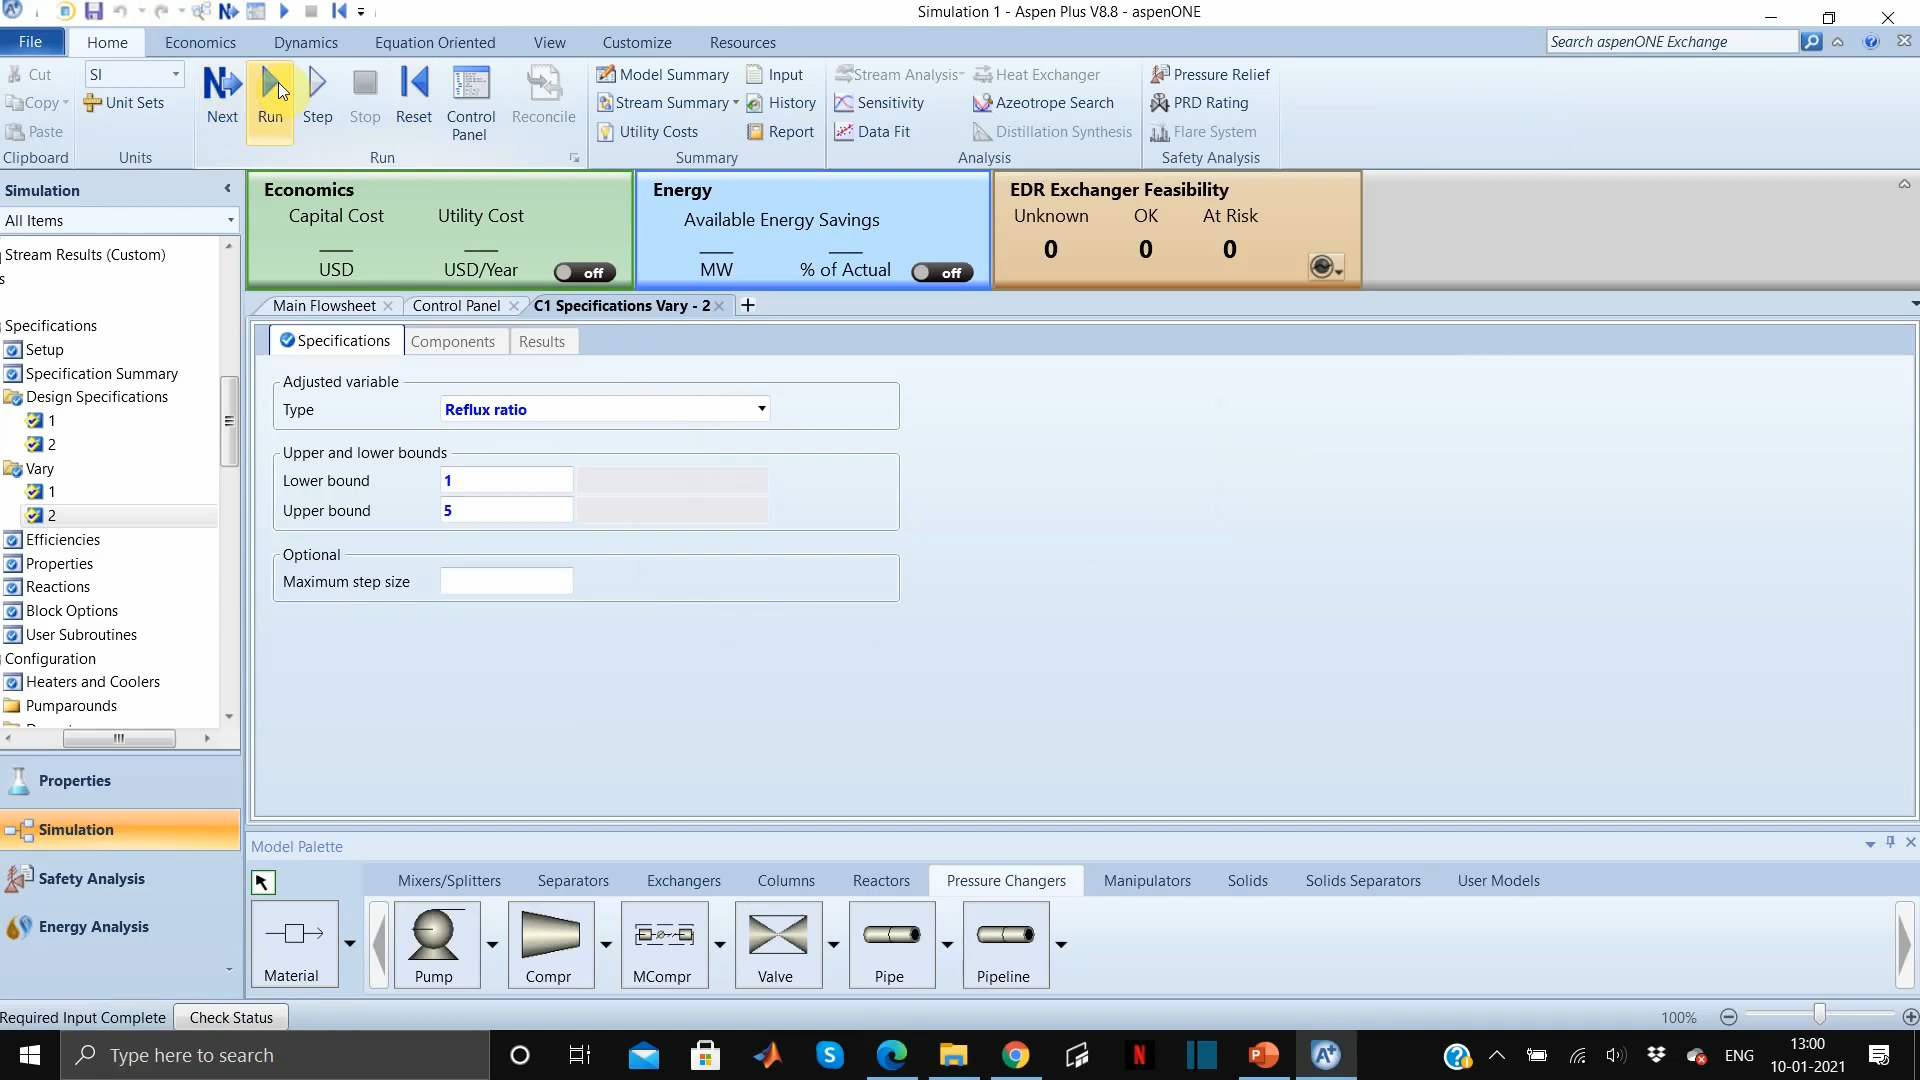 Simulation 1 - Aspen Plus V8.8 - aspenONE
File Home Economics Dynamics Equation Oriented View Customize Resources
Search aspenONE Exchange
Cut
Copy
Paste
Clipboard
SI
Unit Sets
Units
Next Run Step Stop Reset Control Panel Reconcile
Run
Model Summary Input
Stream Summary History
Utility Costs Report
Summary
Stream Analysis Heat Exchanger
Sensitivity Azeotrope Search
Data Fit Distillation Synthesis
Analysis
Pressure Relief
PRD Rating
Flare System
Safety Analysis
Simulation
All Items
Stream Results (Custom)
s
Specifications
Setup
Specification Summary
Design Specifications
1
2
Vary
1
2
Efficiencies
Properties
Reactions
Block Options
User Subroutines
Configuration
Heaters and Coolers
Pumparounds
Properties
Simulation
Safety Analysis
Energy Analysis
Economics
Capital Cost Utility Cost
USD USD/Year off
Energy
Available Energy Savings
MW % of Actual off
EDR Exchanger Feasibility
Unknown OK At Risk
0 0 0
Main Flowsheet Control Panel C1 Specifications Vary - 2
Specifications Components Results
Adjusted variable
Type Reflux ratio
Upper and lower bounds
Lower bound 1
Upper bound 5
Optional
Maximum step size
Model Palette
Mixers/Splitters Separators Exchangers Columns Reactors Pressure Changers Manipulators Solids Solids Separators User Models
Material Pump Compr MCompr Valve Pipe Pipeline
Required Input Complete Check Status 100%
Type here to search
ENG
13:00
10-01-2021